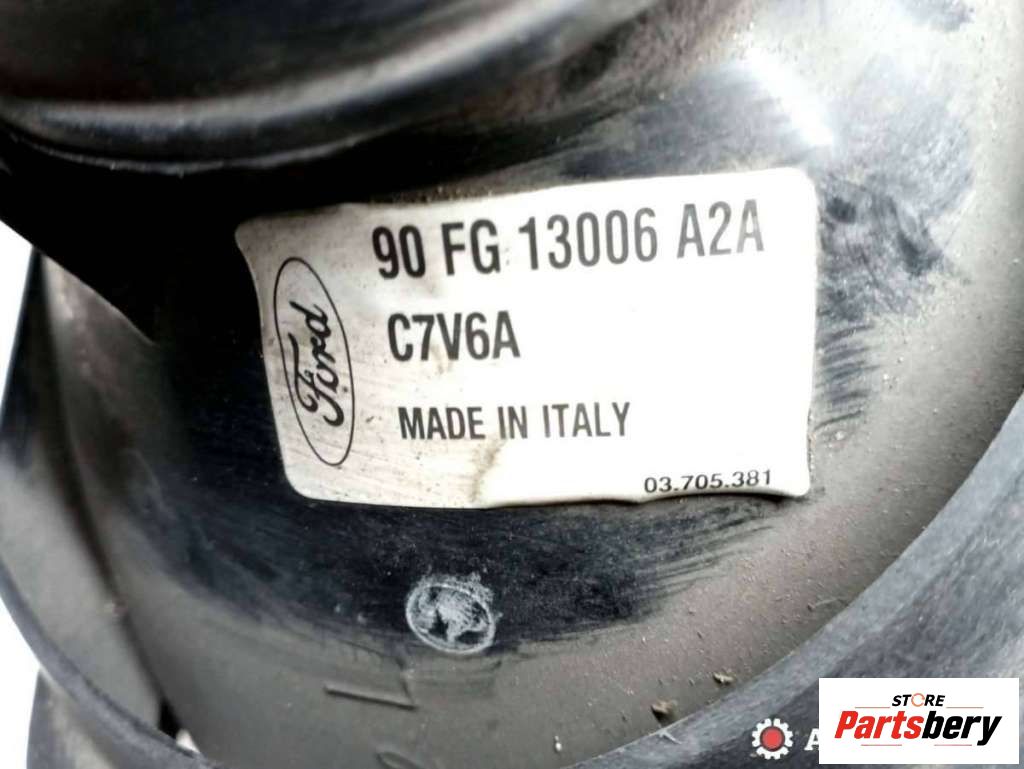 90 FG 13006 A2A
C7V6A
Ford
MADE IN ITALY
03.705.381
STORE
Partsbery